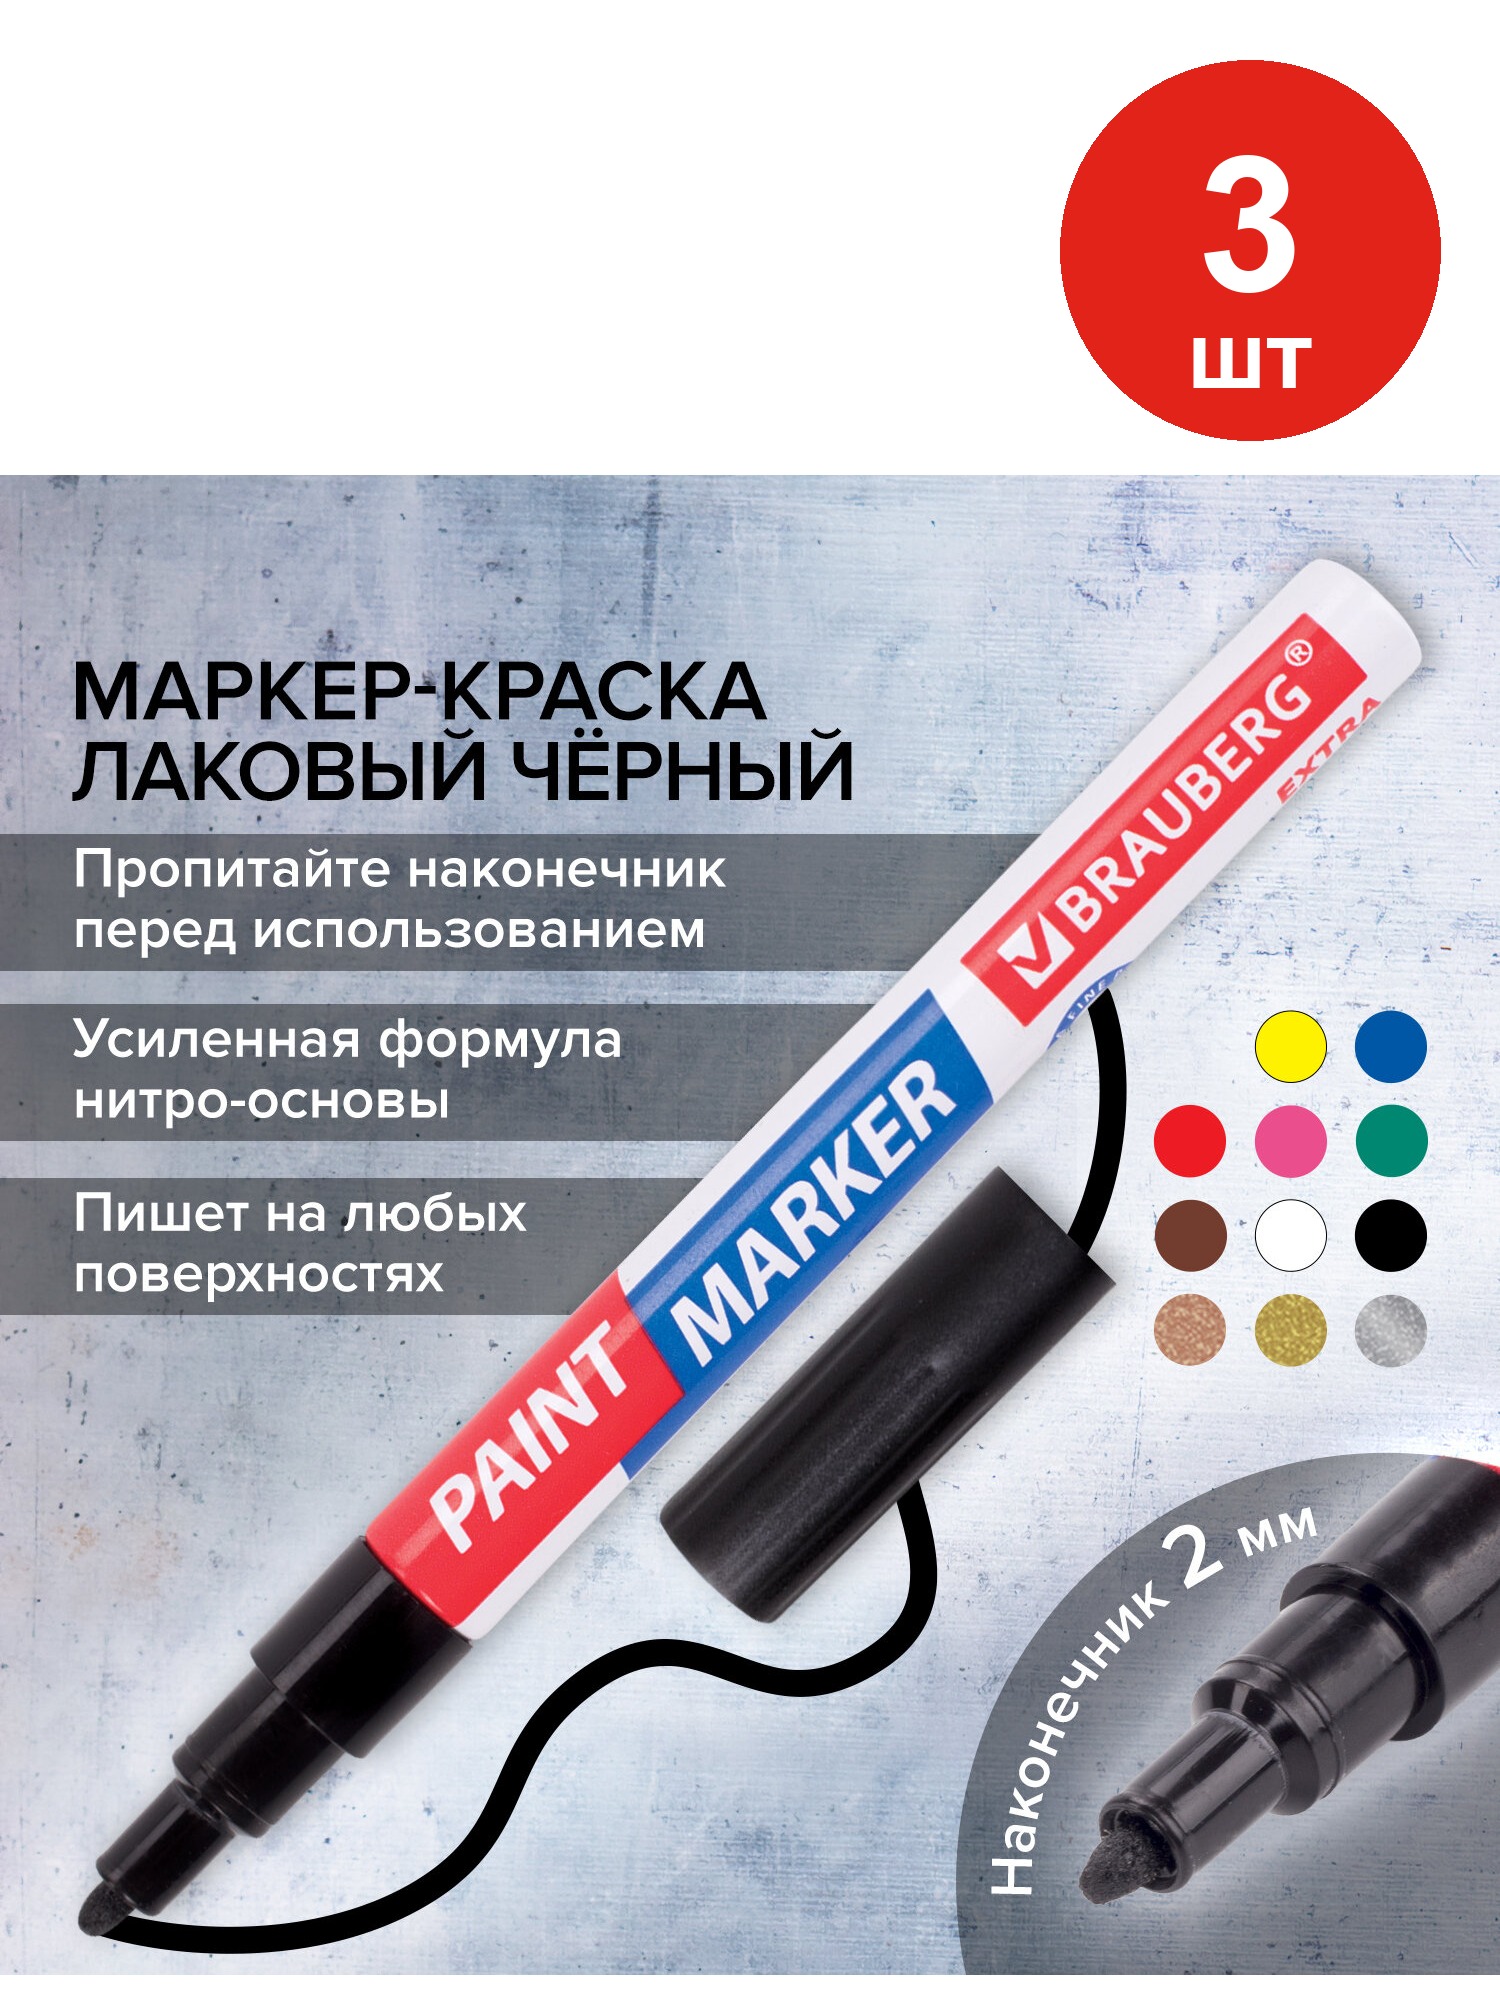 3
шт
МАРКЕР-КРАСКА
ЛАКОВЫЙ ЧЁРНЫЙ
Пропитайте наконечник
перед использованием
Усиленная формула
нитро-основы
Пишет на любых
поверхностях
BRAUBERG®
EXTRA
FINE
PAINT MARKER
Наконечник 2 мм